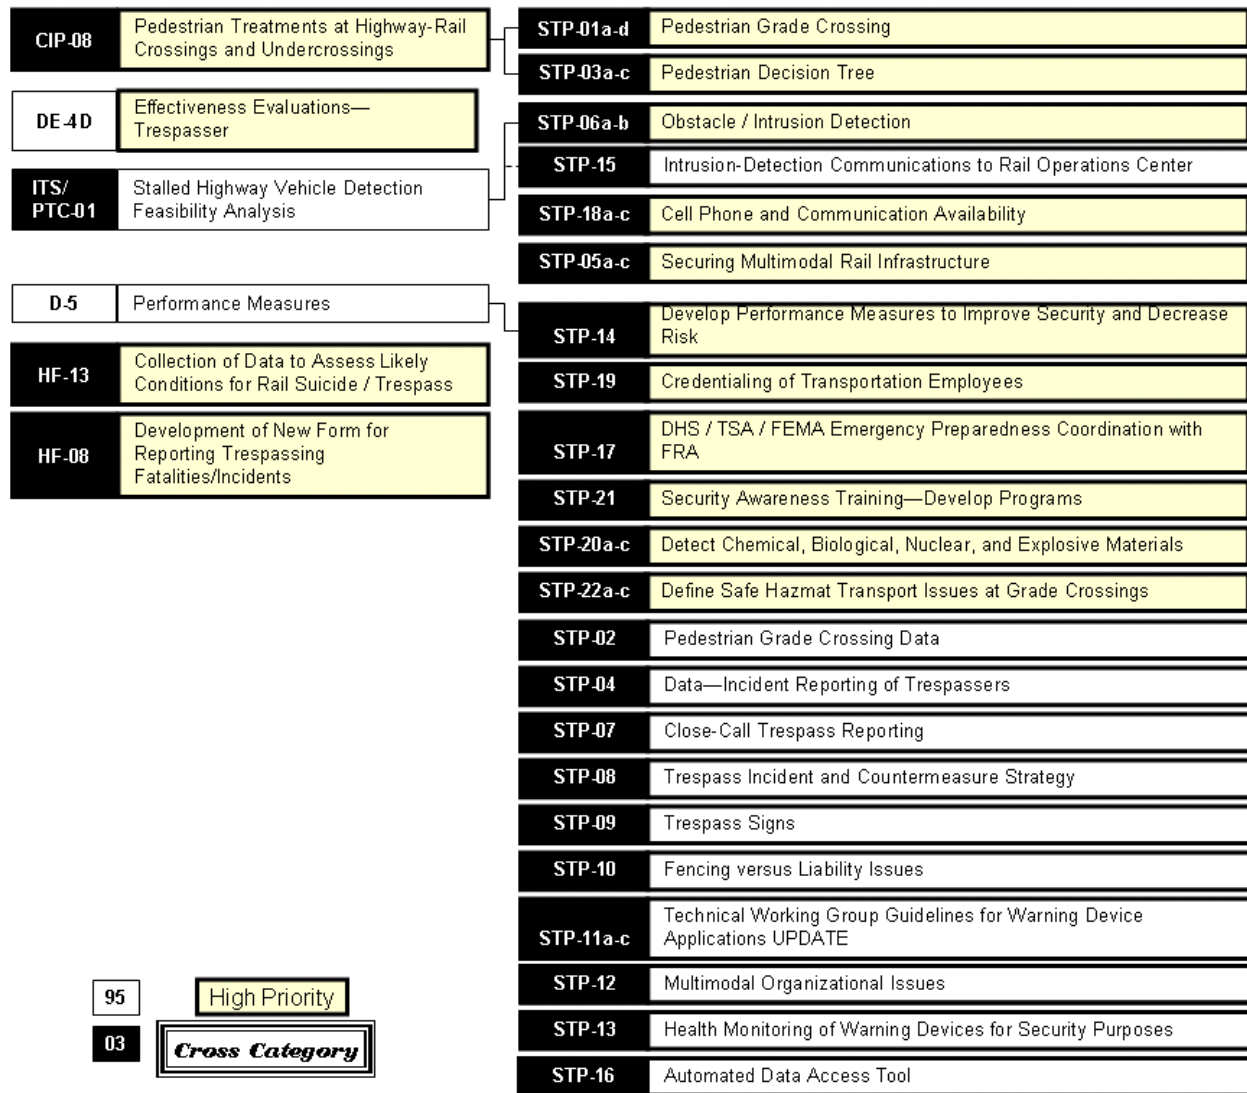 CIP-08
Pedestrian Treatments at Highway-Rail
Crossings and Undercrossings
DE-4D
Effectiveness Evaluations—
Trespasser
ITS/
PTC-01
Stalled Highway Vehicle Detection
Feasibility Analysis
D-5
Performance Measures
HF-13
Collection of Data to Assess Likely
Conditions for Rail Suicide / Trespass
HF-08
Development of New Form for
Reporting Trespassing
Fatalities/Incidents
STP-01a-d
Pedestrian Grade Crossing
STP-03a-c
Pedestrian Decision Tree
STP-06a-b
Obstacle / Intrusion Detection
STP-15
Intrusion-Detection Communications to Rail Operations Center
STP-18a-c
Cell Phone and Communication Availability
STP-05a-c
Securing Multimodal Rail Infrastructure
STP-14
Develop Performance Measures to Improve Security and Decrease
Risk
STP-19
Credentialing of Transportation Employees
STP-17
DHS / TSA / FEMA Emergency Preparedness Coordination with
FRA
STP-21
Security Awareness Training—Develop Programs
STP-20a-c
Detect Chemical, Biological, Nuclear, and Explosive Materials
STP-22a-c
Define Safe Hazmat Transport Issues at Grade Crossings
STP-02
Pedestrian Grade Crossing Data
STP-04
Data—Incident Reporting of Trespassers
STP-07
Close-Call Trespass Reporting
STP-08
Trespass Incident and Countermeasure Strategy
STP-09
Trespass Signs
STP-10
Fencing versus Liability Issues
STP-11a-c
Technical Working Group Guidelines for Warning Device
Applications UPDATE
STP-12
Multimodal Organizational Issues
STP-13
Health Monitoring of Warning Devices for Security Purposes
STP-16
Automated Data Access Tool
95
High Priority
03
Cross Category